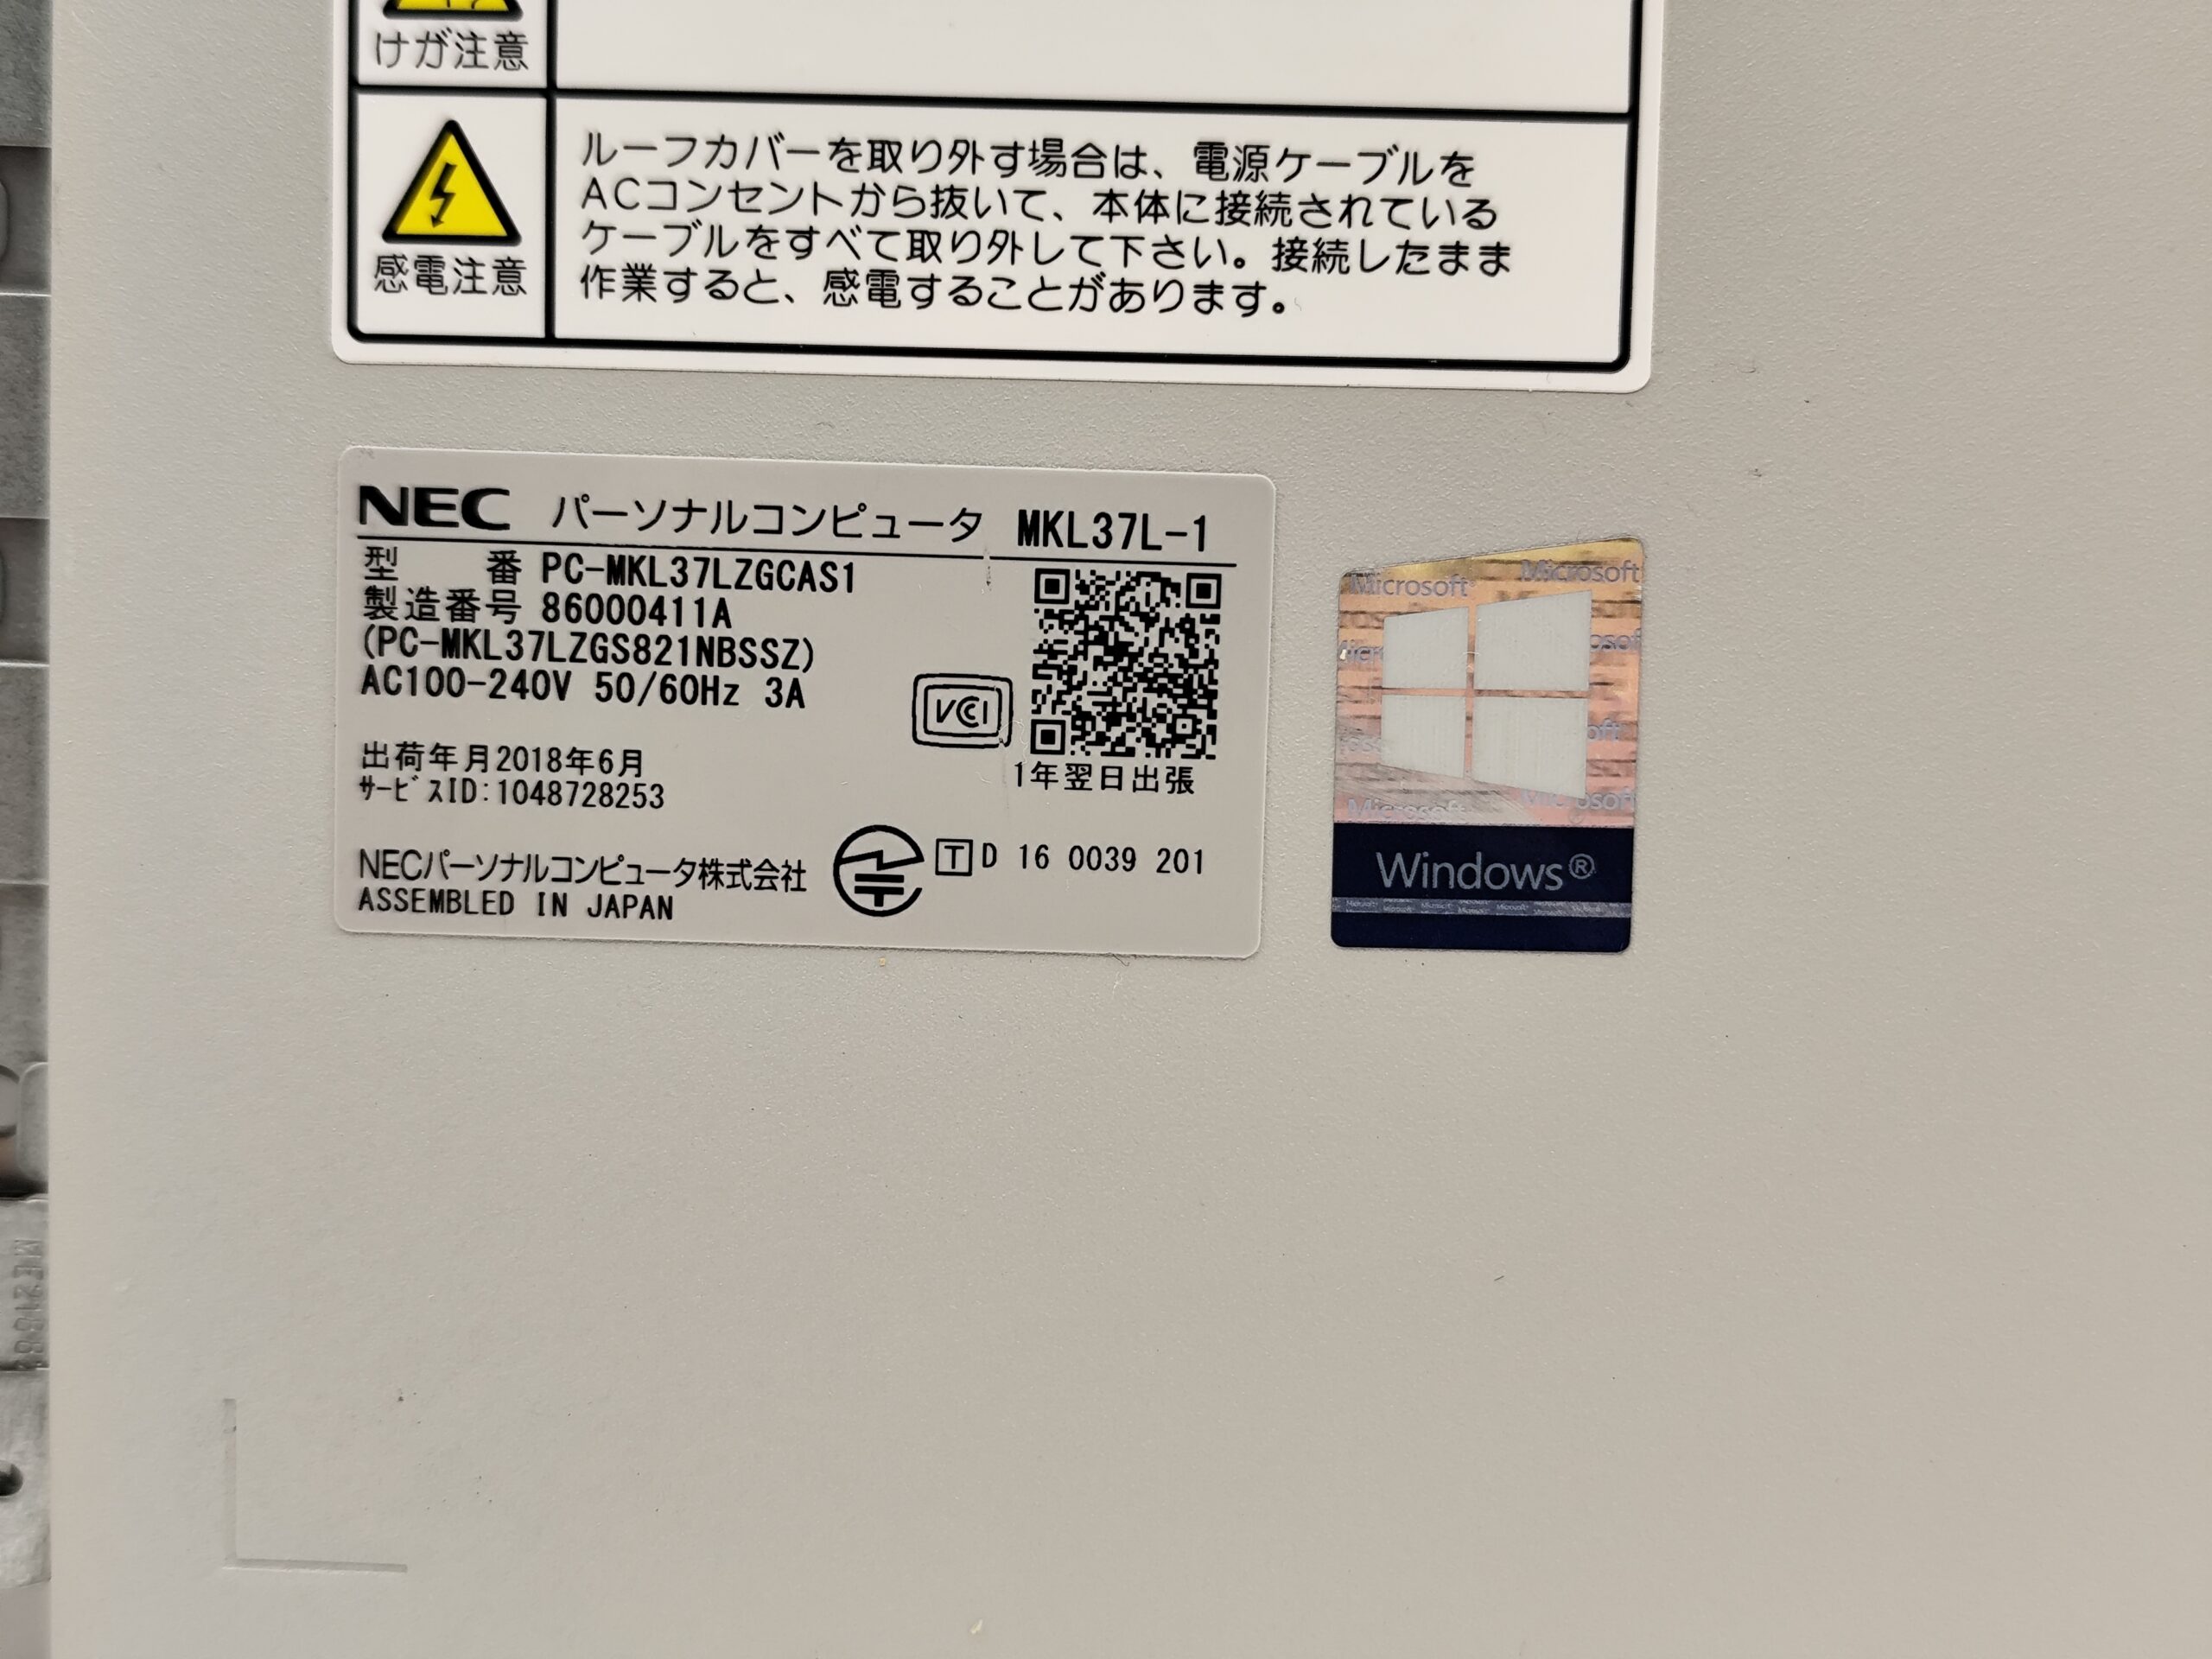 けが注意
感電注意
ルーフカバーを取り外す場合は、電源ケーブルを
ACコンセントから抜いて、本体に接続されている
ケーブルをすべて取り外して下さい。接続したまま
作業すると、感電することがあります。
NEC パーソナルコンピュータ MKL37L-1
型 番 PC-MKL37LZGCAS1
製造番号 86000411A
(PC-MKL37LZGS821NBSSZ)
AC100-240V 50/60Hz 3A
VCCI
出荷年月2018年6月
1年翌日出張
サービスID:1048728253
NECパーソナルコンピュータ株式会社
T D 16 0039 201
ASSEMBLED IN JAPAN
Microsoft Microsoft
Microsoft Microsoft
Windows®